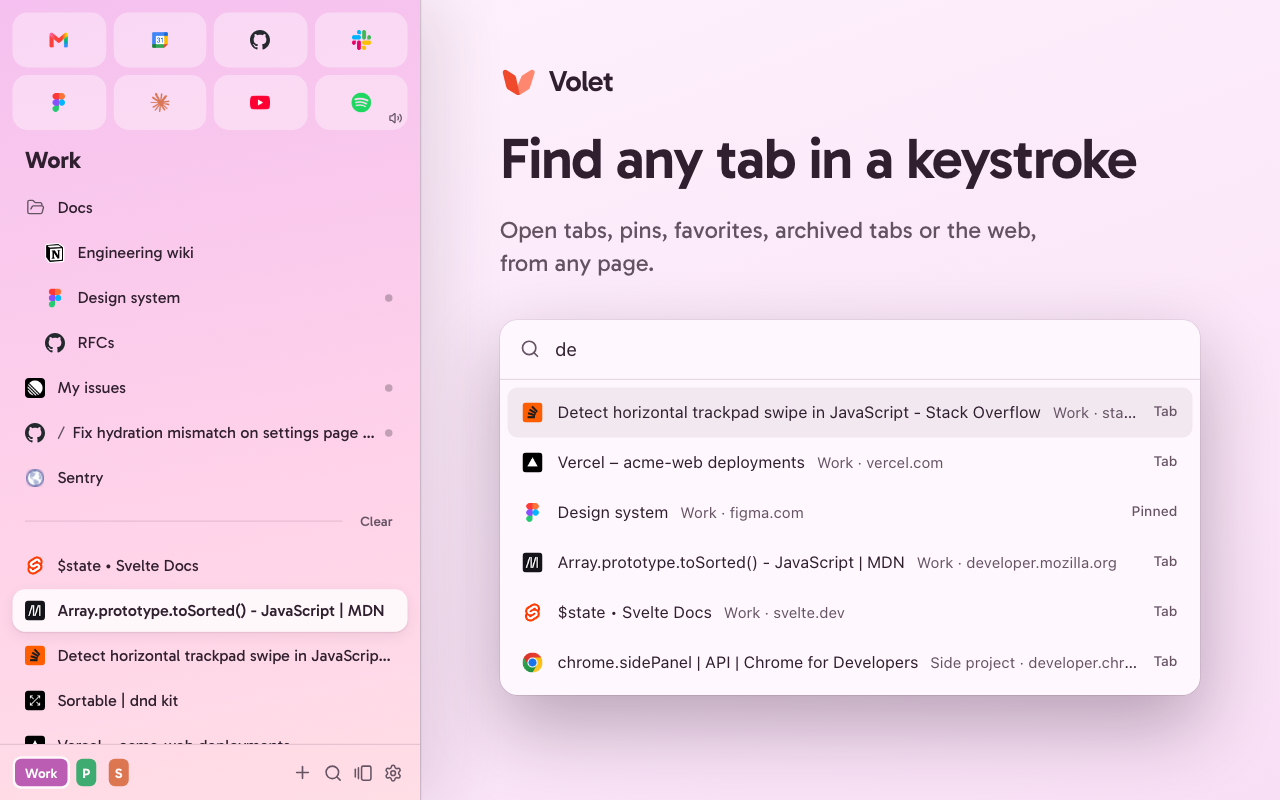 31
Work
Docs
Engineering wiki
Design system
RFCs
My issues
/ Fix hydration mismatch on settings page ...
Sentry
Clear
$state • Svelte Docs
Array.prototype.toSorted() - JavaScript | MDN
Detect horizontal trackpad swipe in JavaScrip...
Sortable | dnd kit
Vercel – acme-web deployments
Work P S
Volet
Find any tab in a keystroke
Open tabs, pins, favorites, archived tabs or the web,
from any page.
de
Detect horizontal trackpad swipe in JavaScript - Stack Overflow Work · sta... Tab
Vercel – acme-web deployments Work · vercel.com Tab
Design system Work · figma.com Pinned
Array.prototype.toSorted() - JavaScript | MDN Work · developer.mozilla.org Tab
$state • Svelte Docs Work · svelte.dev Tab
chrome.sidePanel | API | Chrome for Developers Side project · developer.chr... Tab